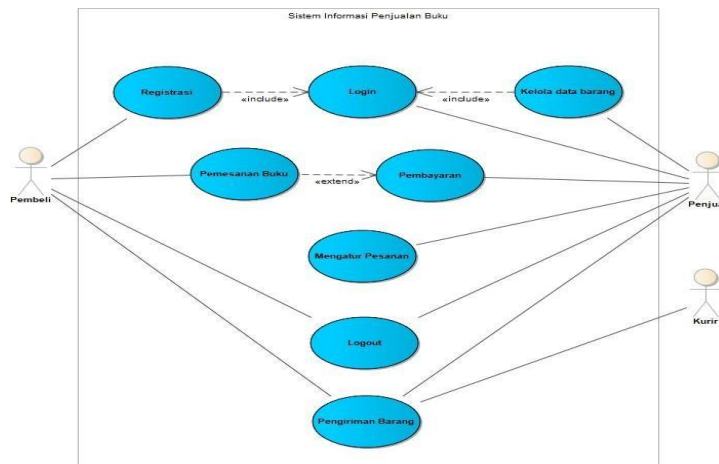 Sistem Informasi Penjualan Buku
Registrasi
«include»
Login
«include»
Kelola data barang
Pembeli
Pemesanan Buku
«extend»
Pembayaran
Mengatur Pesanan
Kurir
Logout
Pengiriman Barang